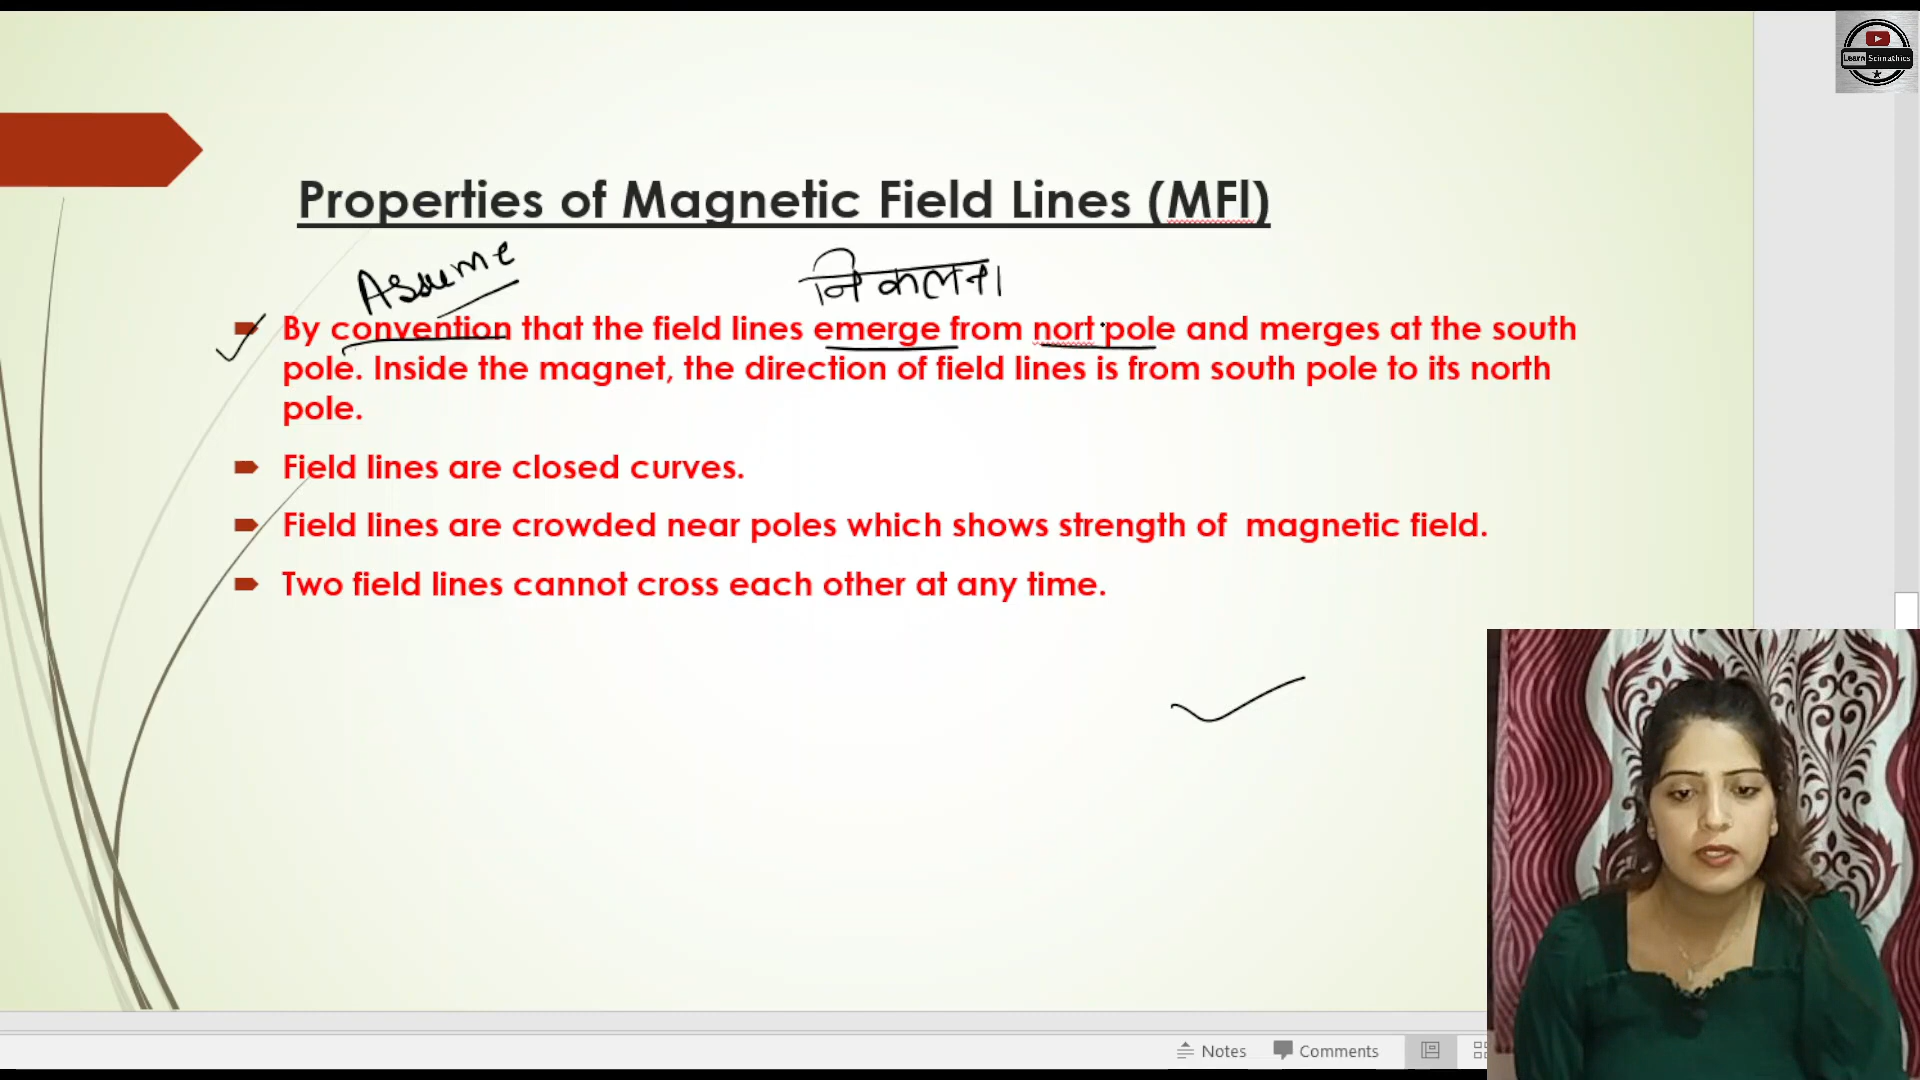 Learn Scimathics
Properties of Magnetic Field Lines (MFl)
Assume
निकलना
By convention that the field lines emerge from nort pole and merges at the south
pole. Inside the magnet, the direction of field lines is from south pole to its north
pole.
Field lines are closed curves.
Field lines are crowded near poles which shows strength of magnetic field.
Two field lines cannot cross each other at any time.
Notes
Comments